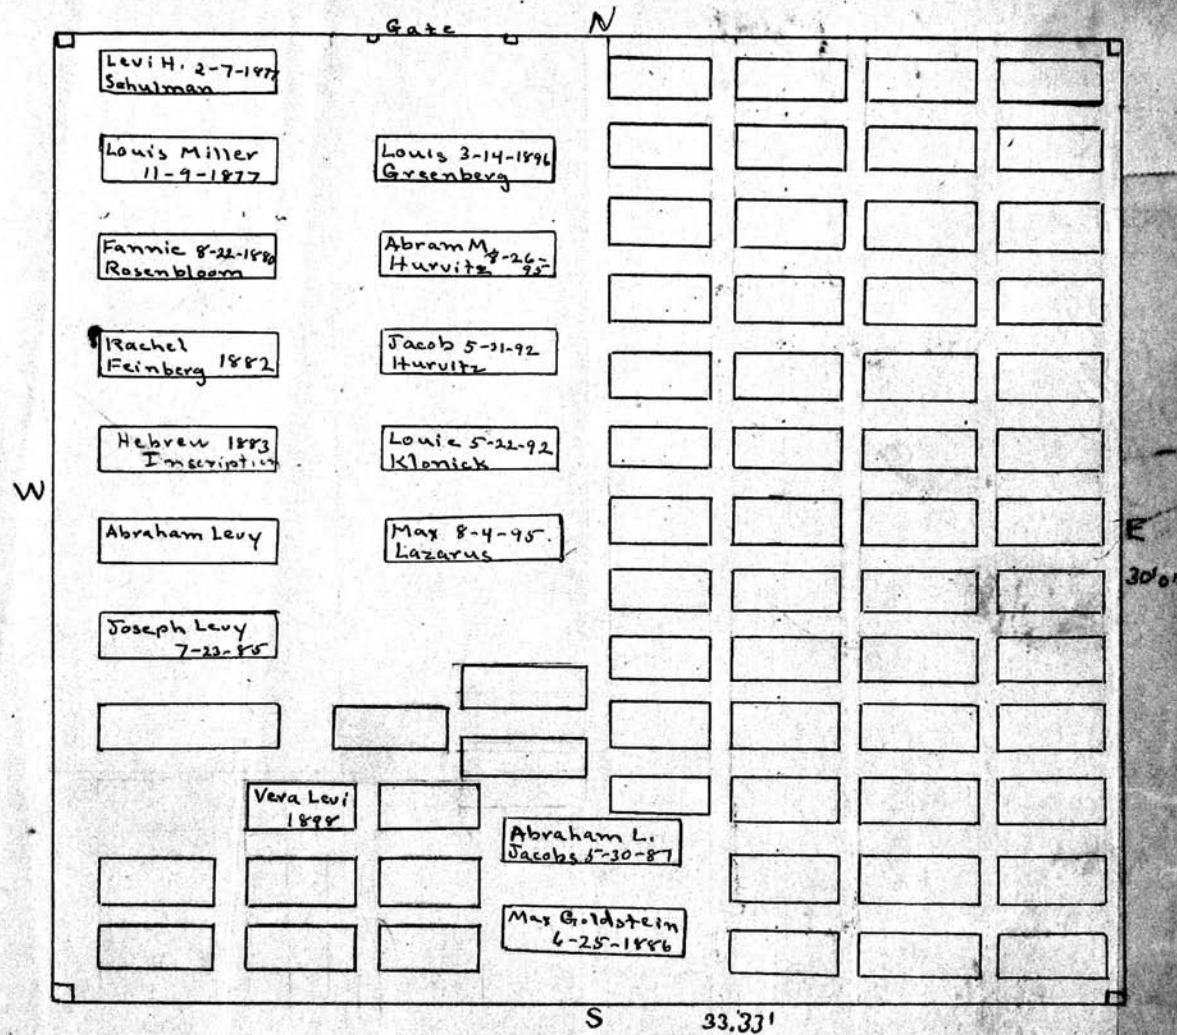 Gate
N
Levi H. 2-7-1877
Schulman
Louis Miller
11-9-1877
Louis 3-14-1896
Greenberg
Fannie 8-22-1880
Rosenbloom
Abram M.
Hurvitz 8-26-
95
Rachel
Feinberg 1882
Jacob 5-31-92
Hurvitz
Hebrew 1883
Inscription
Louie 5-22-92
Klonick
W
Abraham Levy
Max 8-4-95.
Lazarus
E
30'0"
Joseph Levy
7-23-85
Vera Levi
1898
Abraham L.
Jacobs 5-30-87
Max Goldstein
6-25-1886
S
33.33'